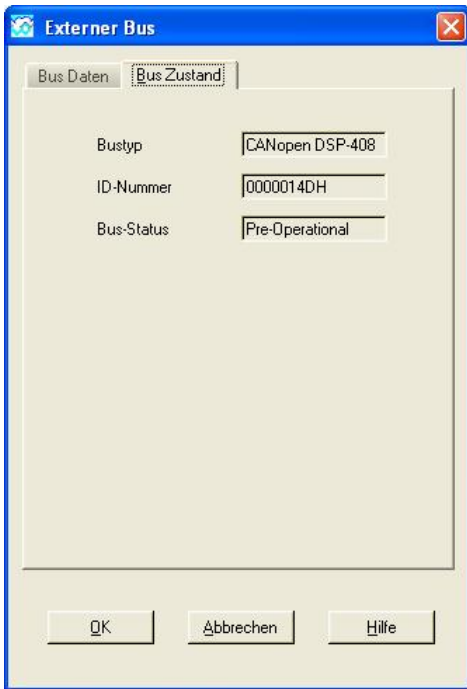 Externer Bus
Bus Daten
Bus Zustand
Bustyp CANopen DSP-408
ID-Nummer 0000014DH
Bus-Status Pre-Operational
OK Abbrechen Hilfe